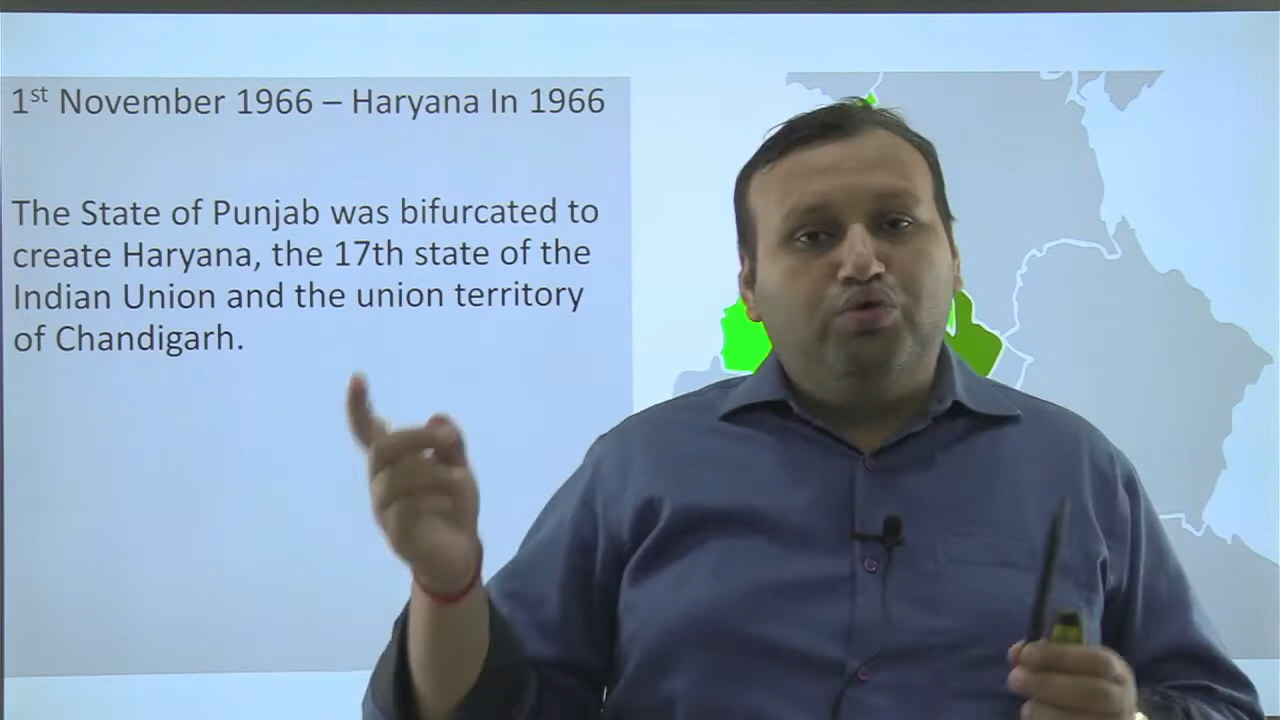 1st November 1966 – Haryana In 1966
The State of Punjab was bifurcated to
create Haryana, the 17th state of the
Indian Union and the union territory
of Chandigarh.